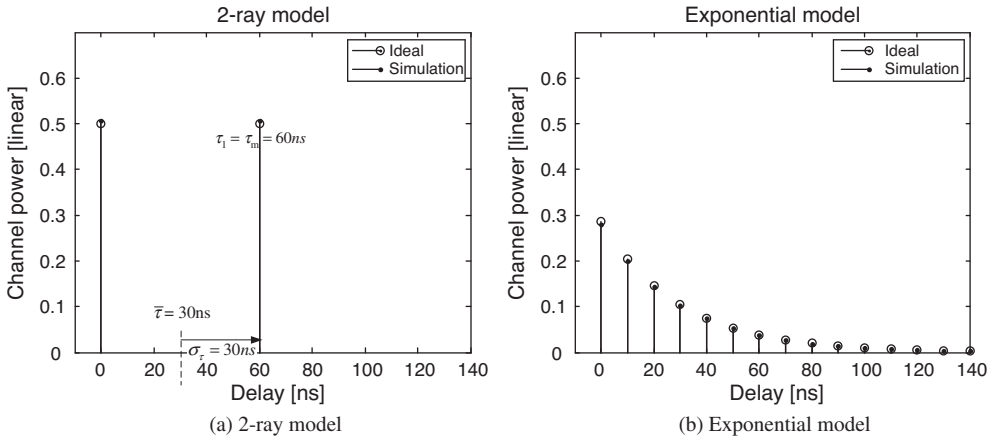 2-ray model
Ideal
Simulation
0.6
0.5
0.4
0.3
0.2
0.1
0
Channel power [linear]
τ₁ = τₘ = 60ns
τ̅ = 30ns
σ_τ = 30ns
0 20 40 60 80 100 120 140
Delay [ns]
(a) 2-ray model
Exponential model
Ideal
Simulation
0.6
0.5
0.4
0.3
0.2
0.1
0
Channel power [linear]
0 20 40 60 80 100 120 140
Delay [ns]
(b) Exponential model